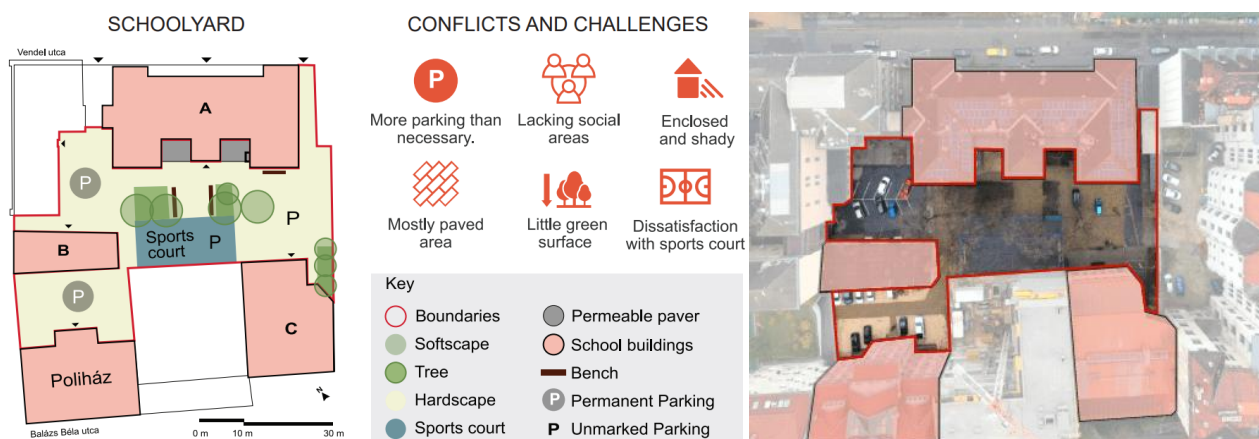 SCHOOLYARD
Vendel utca
A
P
P
Sports
court
P
B
P
C
Poliház
N
Balázs Béla utca
0 m
10 m
30 m
CONFLICTS AND CHALLENGES
P
More parking than
necessary.
Lacking social
areas
Enclosed
and shady
Mostly paved
area
Little green
surface
Dissatisfaction
with sports court
Key
Boundaries
Softscape
Tree
Hardscape
Sports court
Permeable paver
School buildings
Bench
P Permanent Parking
P Unmarked Parking